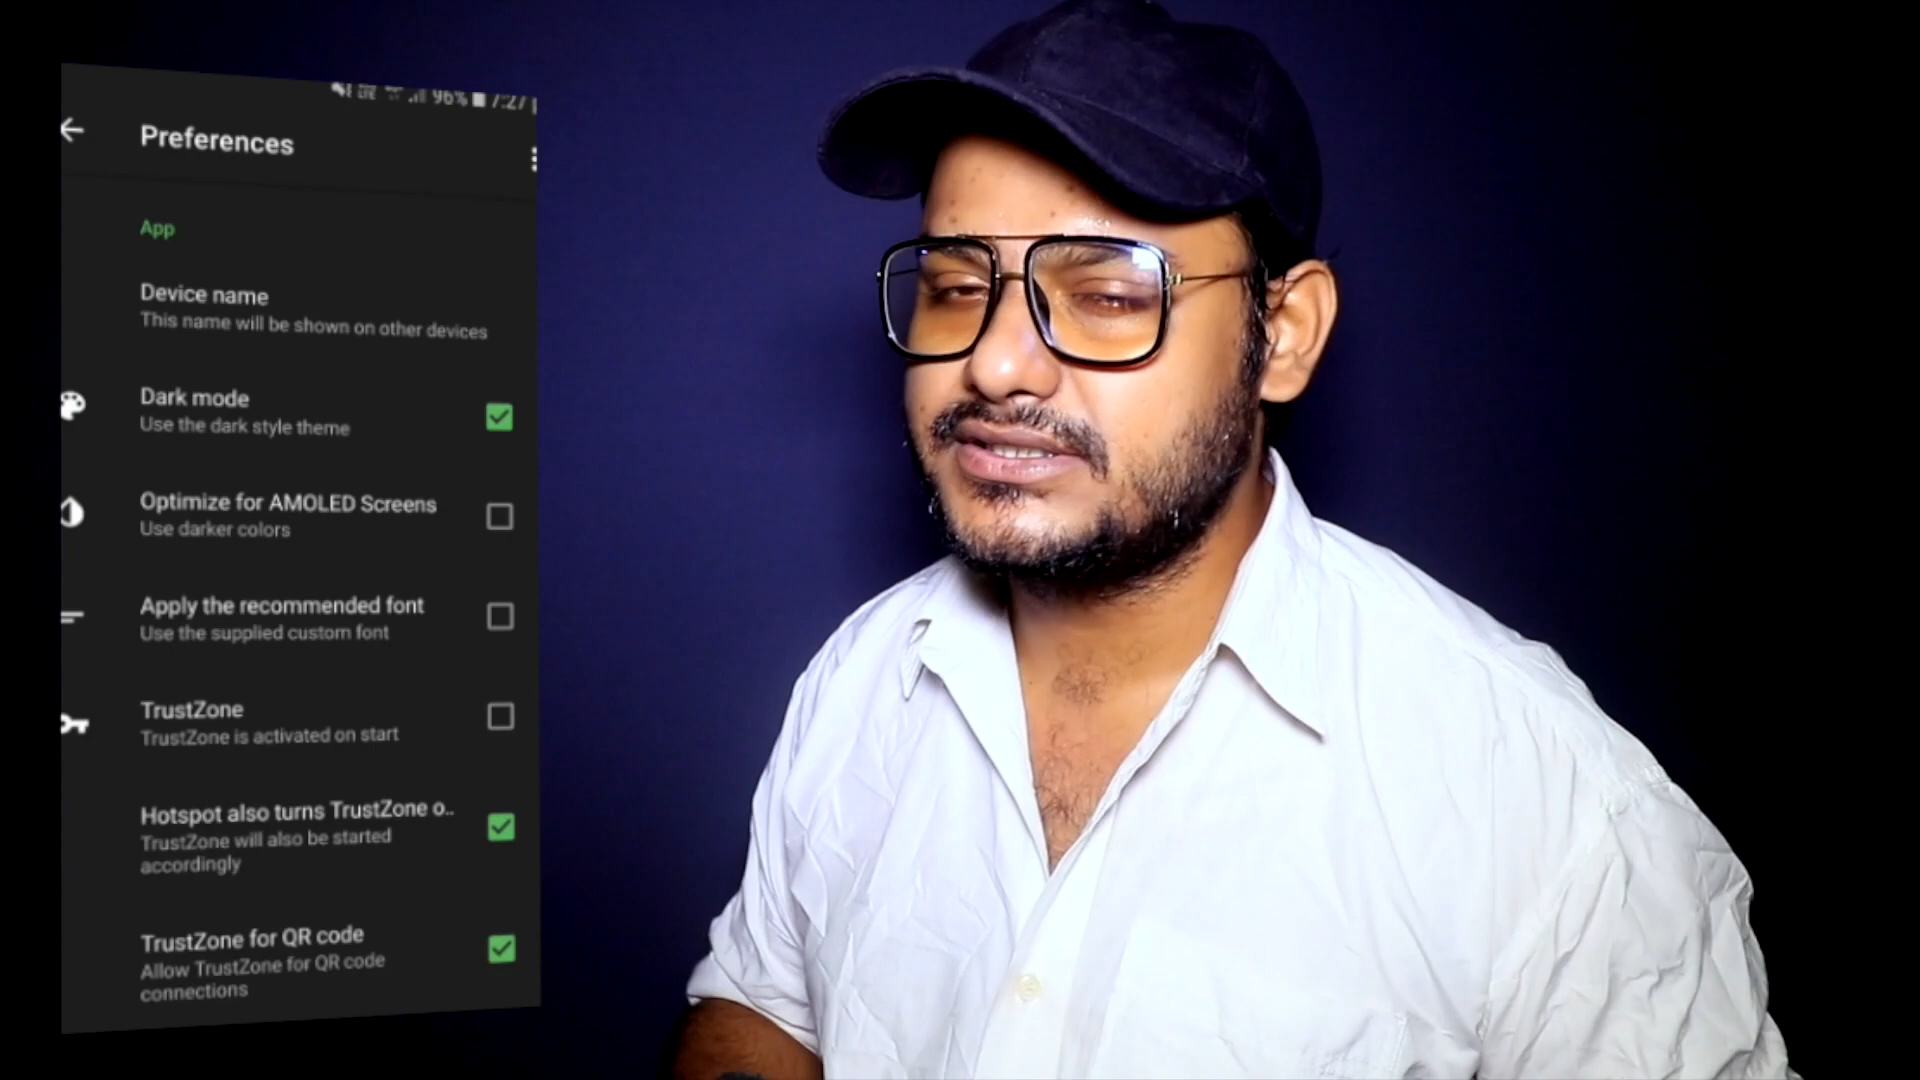 96% 7:27
Preferences
App
Device name
This name will be shown on other devices
Dark mode
Use the dark style theme
Optimize for AMOLED Screens
Use darker colors
Apply the recommended font
Use the supplied custom font
TrustZone
TrustZone is activated on start
Hotspot also turns TrustZone o..
TrustZone will also be started
accordingly
TrustZone for QR code
Allow TrustZone for QR code
connections